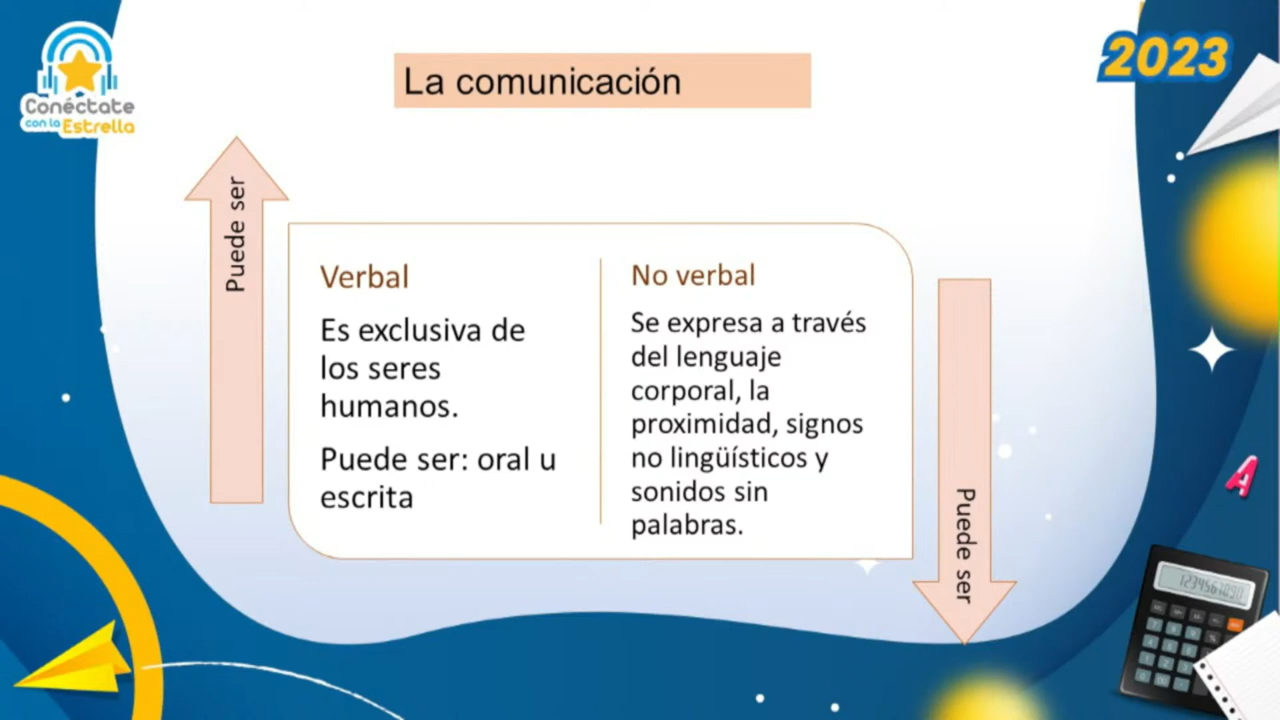 Conéctate
con la Estrella
2023
La comunicación
Puede ser
Verbal
Es exclusiva de
los seres
humanos.
Puede ser: oral u
escrita
No verbal
Se expresa a través
del lenguaje
corporal, la
proximidad, signos
no lingüísticos y
sonidos sin
palabras.
Puede ser
A